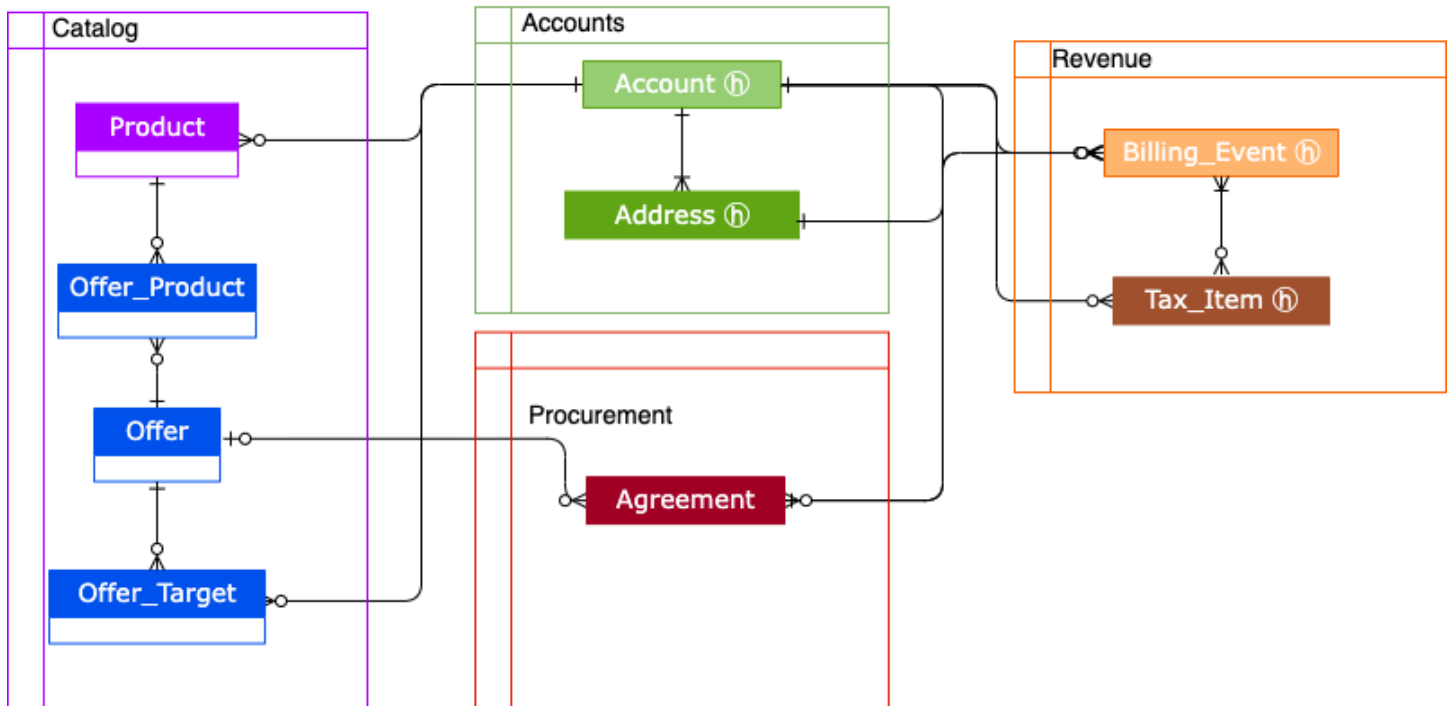 Catalog
Product
Offer_Product
Offer
Offer_Target
Accounts
Account ⓗ
Address ⓗ
Procurement
Agreement
Revenue
Billing_Event ⓗ
Tax_Item ⓗ